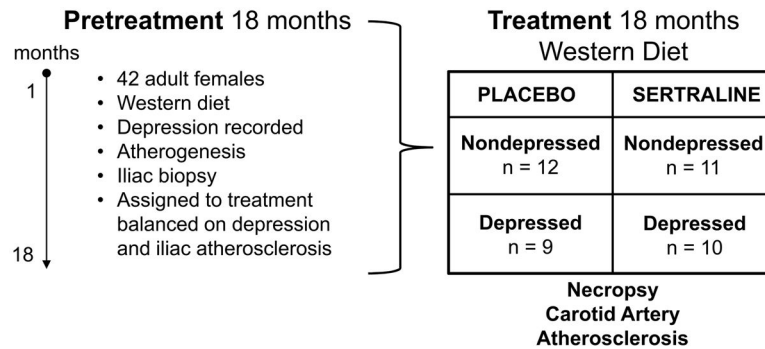 Pretreatment 18 months
months
1
18
• 42 adult females
• Western diet
• Depression recorded
• Atherogenesis
• Iliac biopsy
• Assigned to treatment
balanced on depression
and iliac atherosclerosis
Treatment 18 months
Western Diet
PLACEBO SERTRALINE
Nondepressed Nondepressed
n = 12 n = 11
Depressed Depressed
n = 9 n = 10
Necropsy
Carotid Artery
Atherosclerosis